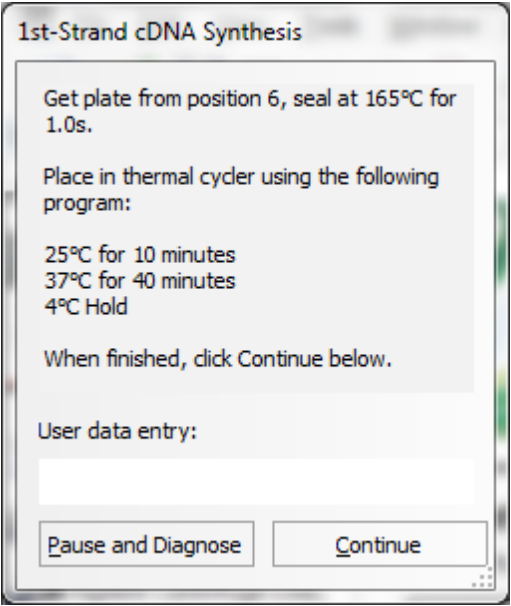 1st-Strand cDNA Synthesis
Get plate from position 6, seal at 165°C for
1.0s.
Place in thermal cycler using the following
program:
25°C for 10 minutes
37°C for 40 minutes
4°C Hold
When finished, click Continue below.
User data entry:
Pause and Diagnose
Continue